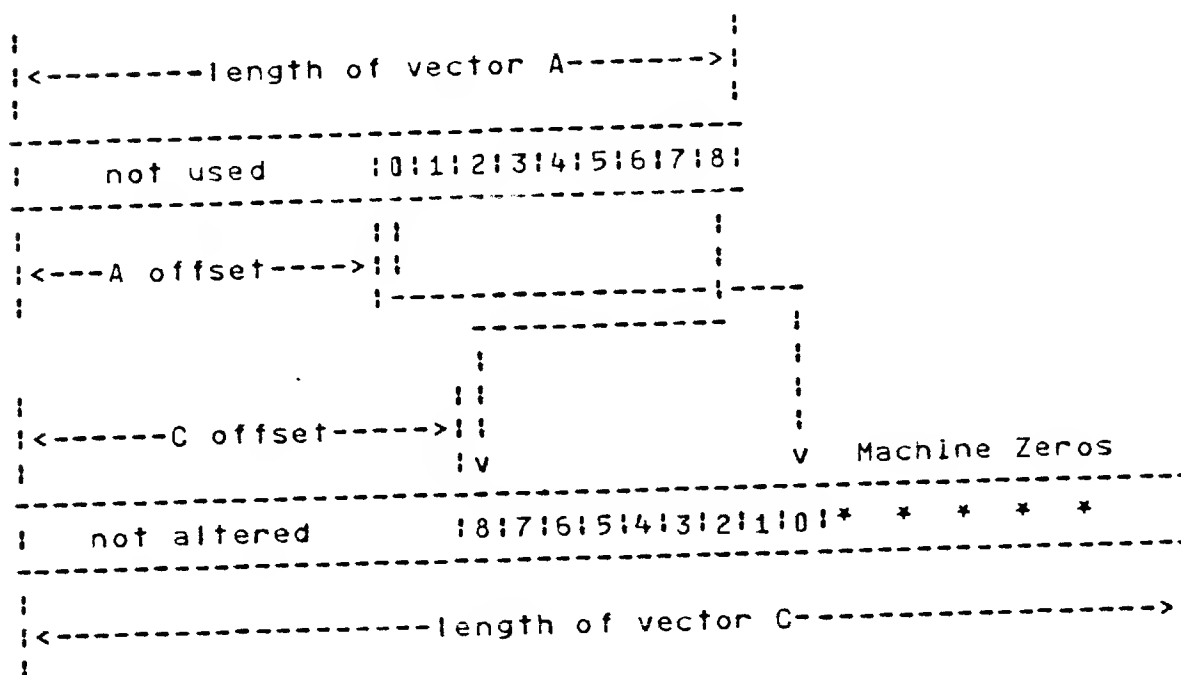 |<--------length of vector A------->|
not used |0|1|2|3|4|5|6|7|8|
|<---A offset---->|
|<------C offset----->|
v v Machine Zeros
not altered |8|7|6|5|4|3|2|1|0|* * * * *
|<-------------------length of vector C------------------>